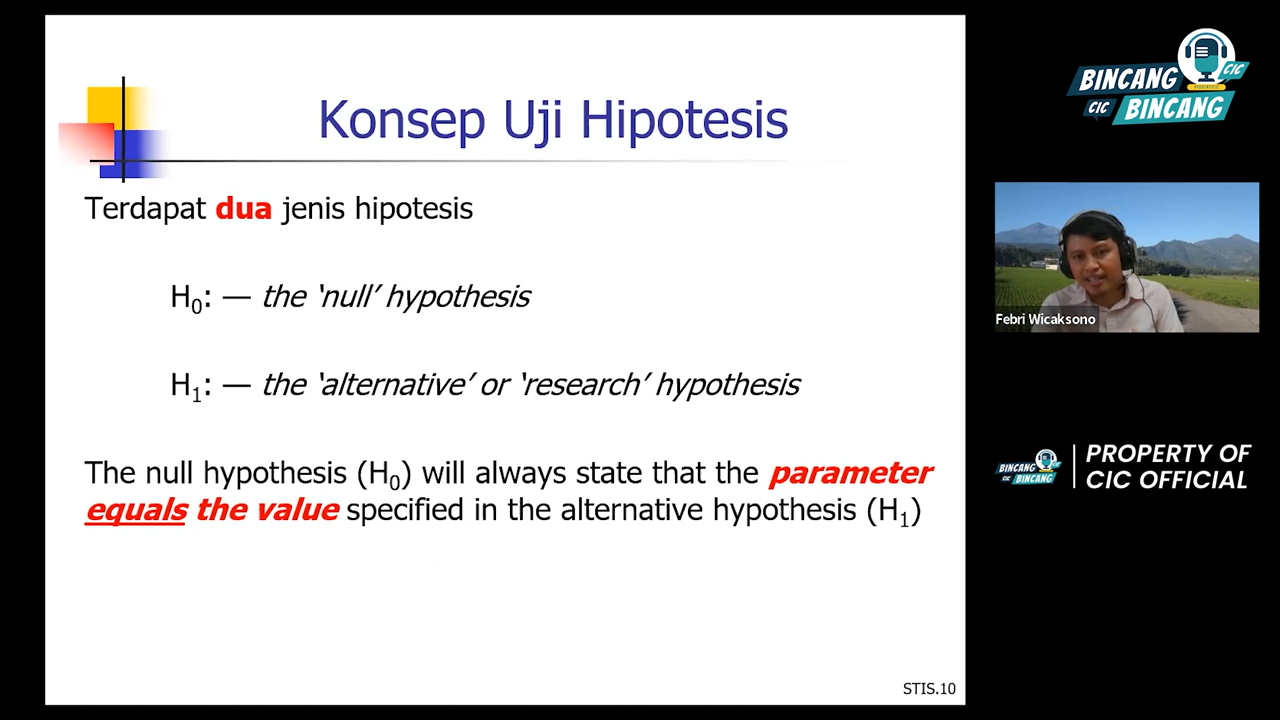 Konsep Uji Hipotesis
Terdapat dua jenis hipotesis
H₀: — the ‘null’ hypothesis
H₁: — the ‘alternative’ or ‘research’ hypothesis
The null hypothesis (H₀) will always state that the parameter
equals the value specified in the alternative hypothesis (H₁)
STIS.10
BINCANG
CIC
CIC BINCANG
Febri Wicaksono
BINCANG
CIC BINCANG
PROPERTY OF
CIC OFFICIAL